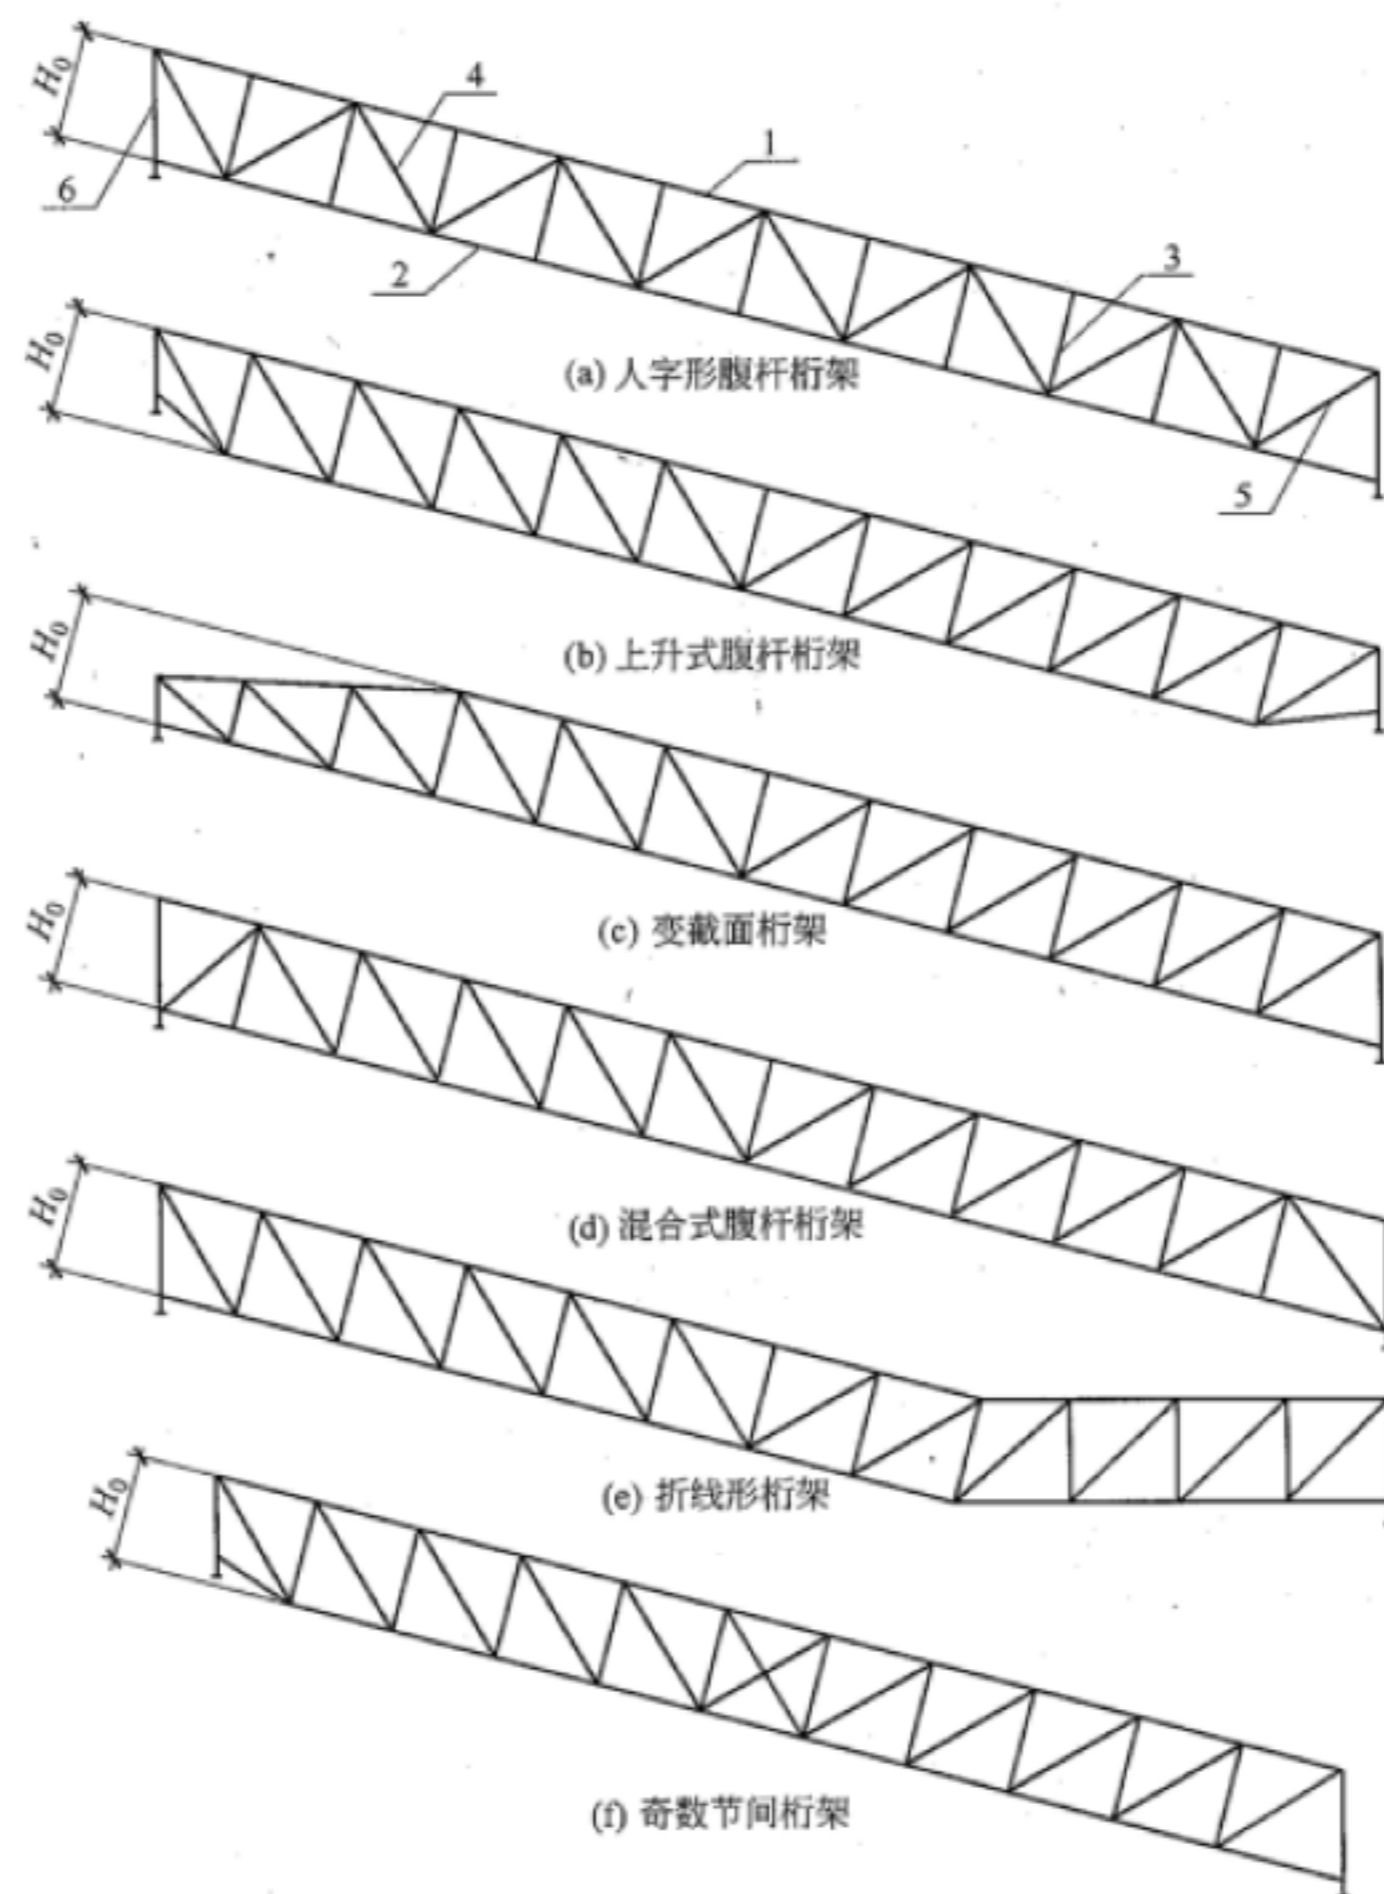 H₀
4
1
6
2
3
5
(a) 人字形腹杆桁架
H₀
(b) 上升式腹杆桁架
H₀
(c) 变截面桁架
H₀
(d) 混合式腹杆桁架
H₀
(e) 折线形桁架
H₀
(f) 奇数节间桁架